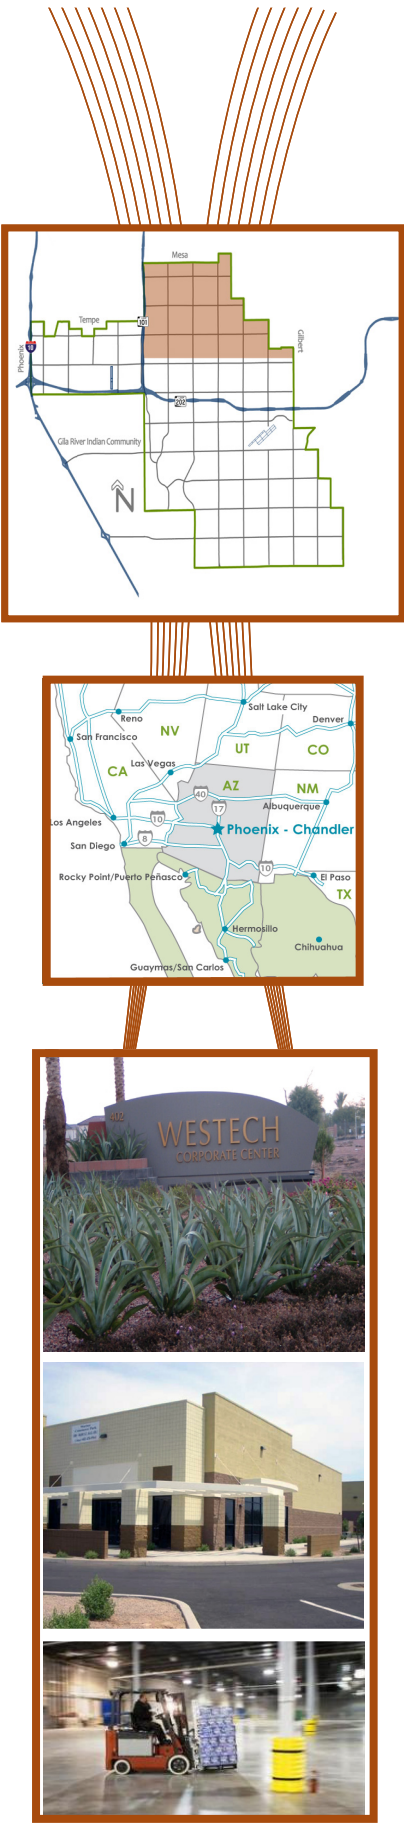 Mesa
Tempe
101
Gilbert
Phoenix
10
202
Gila River Indian Community
N
Salt Lake City
Reno
Denver
NV
San Francisco
UT
CO
Las Vegas
CA
AZ
NM
40
17
Albuquerque
Los Angeles
10
Phoenix - Chandler
8
San Diego
10
Rocky Point/Puerto Peñasco
El Paso
TX
Hermosillo
Chihuahua
Guaymas/San Carlos
402
WESTECH
CORPORATE CENTER